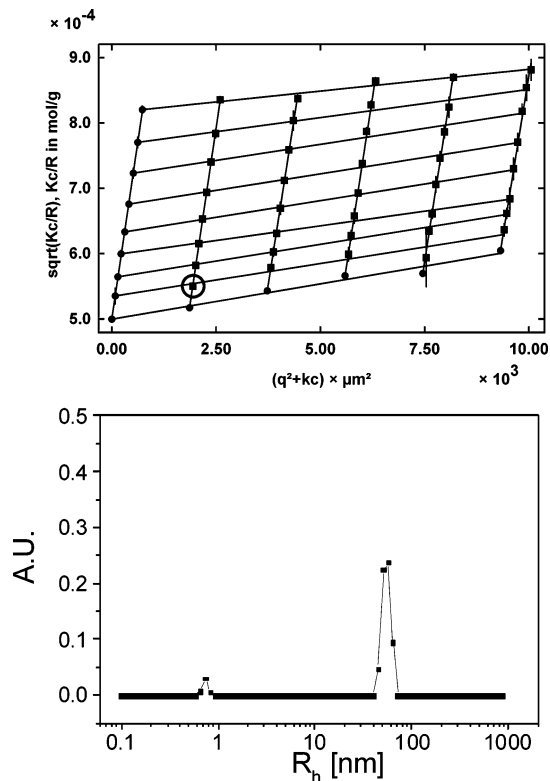 × 10⁻⁴
sqrt(Kc/R), Kc/R in mol/g
9.0
8.0
7.0
6.0
5.0
0.00 2.50 5.00 7.50 10.00
(q²+kc) × µm² × 10³
0.5
0.4
0.3
0.2
0.1
0.0
A.U.
0.1 1 10 100 1000
Rₕ [nm]